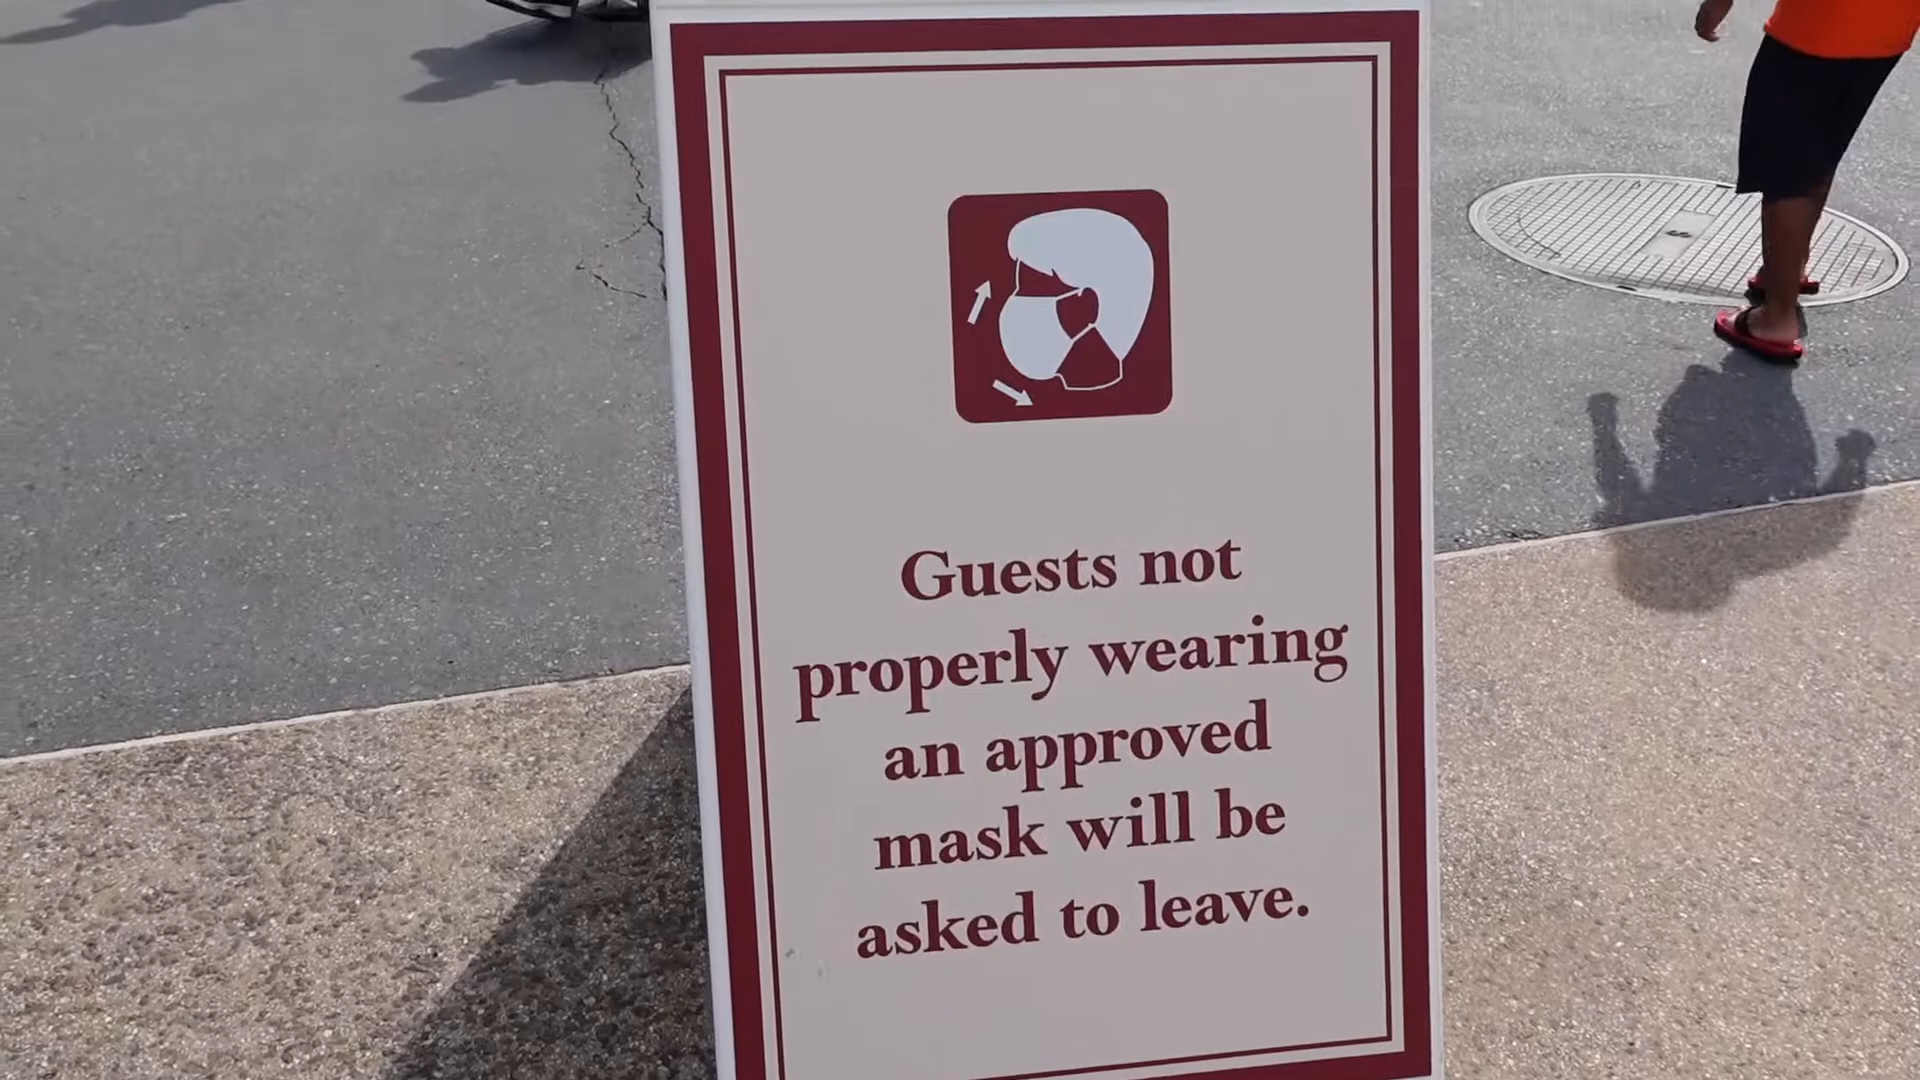 Guests not
properly wearing
an approved
mask will be
asked to leave.
S